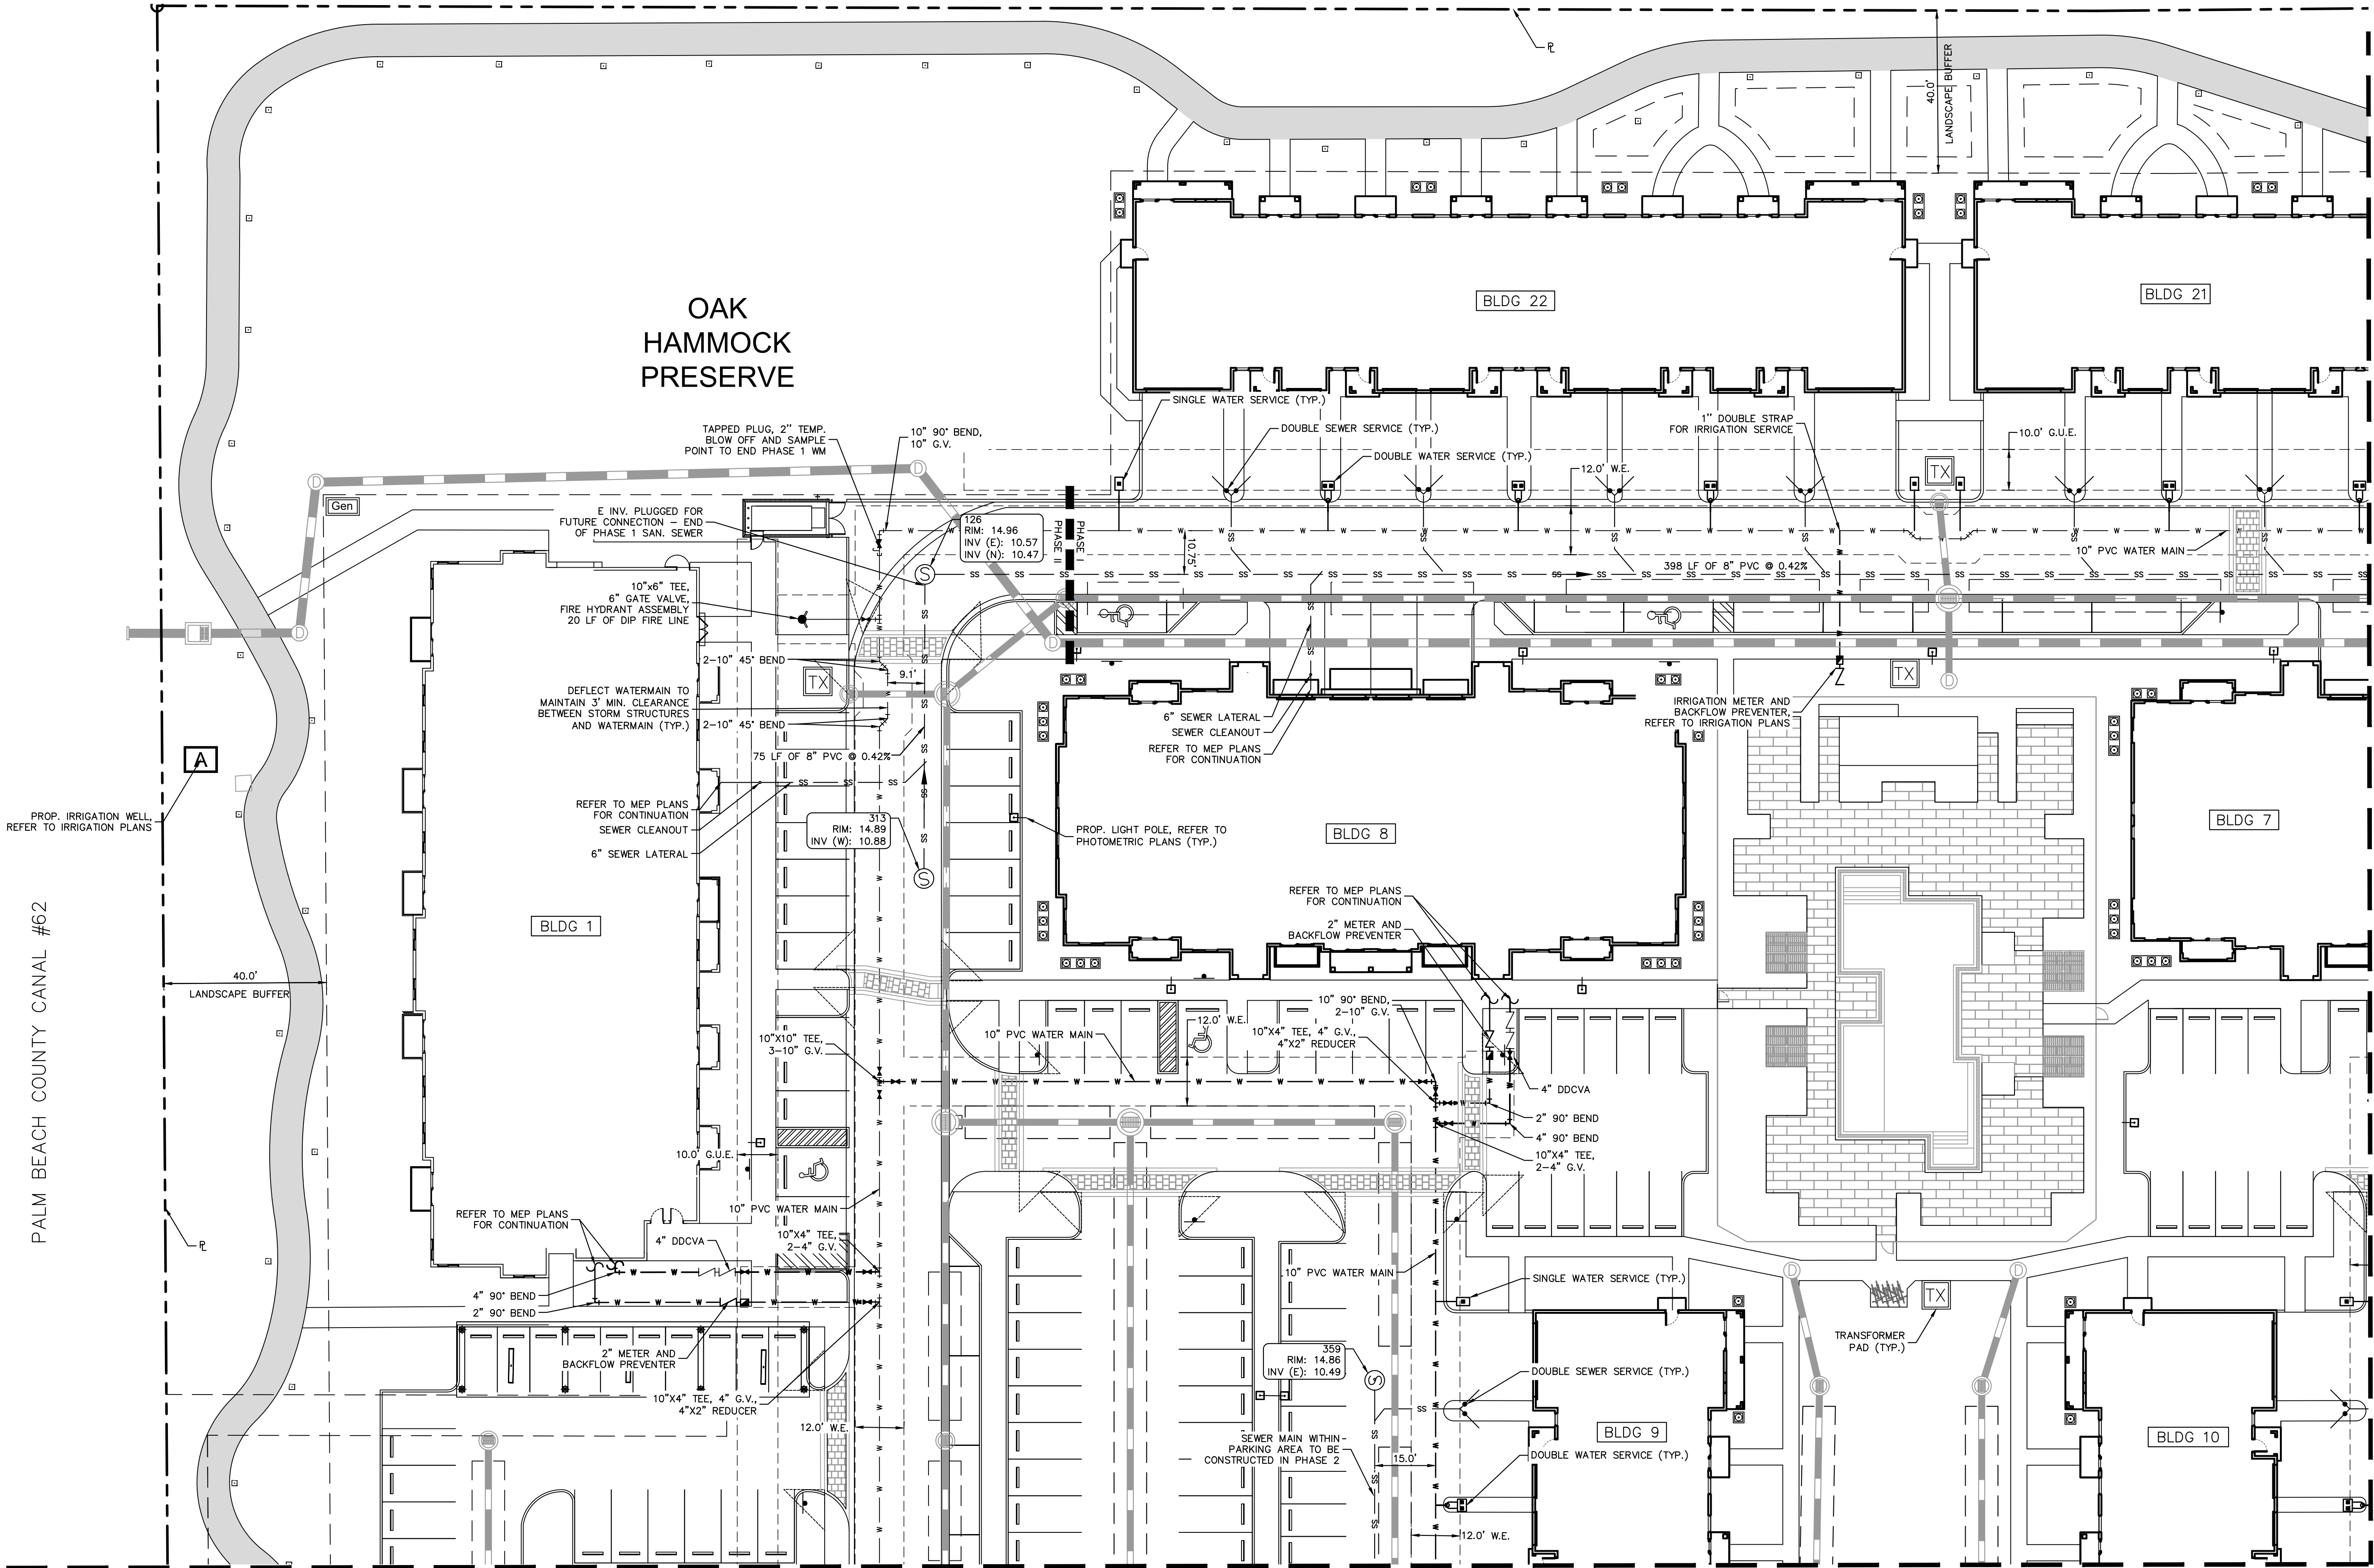 ℄
40.0'
LANDSCAPE BUFFER
OAK
HAMMOCK
PRESERVE
BLDG 22
BLDG 21
SINGLE WATER SERVICE (TYP.)
DOUBLE SEWER SERVICE (TYP.)
DOUBLE WATER SERVICE (TYP.)
1" DOUBLE STRAP
FOR IRRIGATION SERVICE
10.0' G.U.E.
12.0' W.E.
TX
TAPPED PLUG, 2" TEMP.
BLOW OFF AND SAMPLE
POINT TO END PHASE 1 WM
10" 90° BEND,
10" G.V.
Gen
E INV. PLUGGED FOR
FUTURE CONNECTION – END
OF PHASE 1 SAN. SEWER
126
RIM: 14.96
INV (E): 10.57
INV (N): 10.47
PHASE II
PHASE I
10.75'
10" PVC WATER MAIN
398 LF OF 8" PVC @ 0.42%
10"x6" TEE,
6" GATE VALVE,
FIRE HYDRANT ASSEMBLY
20 LF OF DIP FIRE LINE
2-10" 45° BEND
9.1'
TX
DEFLECT WATERMAIN TO
MAINTAIN 3' MIN. CLEARANCE
BETWEEN STORM STRUCTURES
AND WATERMAIN (TYP.)
2-10" 45° BEND
75 LF OF 8" PVC @ 0.42%
6" SEWER LATERAL
SEWER CLEANOUT
REFER TO MEP PLANS
FOR CONTINUATION
TX
IRRIGATION METER AND
BACKFLOW PREVENTER,
REFER TO IRRIGATION PLANS
A
PROP. IRRIGATION WELL,
REFER TO IRRIGATION PLANS
REFER TO MEP PLANS
FOR CONTINUATION
SEWER CLEANOUT
6" SEWER LATERAL
313
RIM: 14.89
INV (W): 10.88
S
S
PROP. LIGHT POLE, REFER TO
PHOTOMETRIC PLANS (TYP.)
BLDG 8
BLDG 7
BLDG 1
PALM BEACH COUNTY CANAL #62
40.0'
LANDSCAPE BUFFER
REFER TO MEP PLANS
FOR CONTINUATION
2" METER AND
BACKFLOW PREVENTER
10" 90° BEND,
2-10" G.V.
10"X4" TEE, 4" G.V.,
4"X2" REDUCER
12.0' W.E.
10" PVC WATER MAIN
10"X10" TEE,
3-10" G.V.
4" DDCVA
2" 90° BEND
4" 90° BEND
10"X4" TEE,
2-4" G.V.
10.0' G.U.E.
10" PVC WATER MAIN
REFER TO MEP PLANS
FOR CONTINUATION
4" DDCVA
10"X4" TEE,
2-4" G.V.
℄
4" 90° BEND
2" 90° BEND
10" PVC WATER MAIN
SINGLE WATER SERVICE (TYP.)
TX
TRANSFORMER
PAD (TYP.)
2" METER AND
BACKFLOW PREVENTER
10"X4" TEE, 4" G.V.,
4"X2" REDUCER
12.0' W.E.
359
RIM: 14.86
INV (E): 10.49
S
DOUBLE SEWER SERVICE (TYP.)
SEWER MAIN WITHIN
PARKING AREA TO BE
CONSTRUCTED IN PHASE 2
15.0'
DOUBLE WATER SERVICE (TYP.)
BLDG 9
BLDG 10
12.0' W.E.